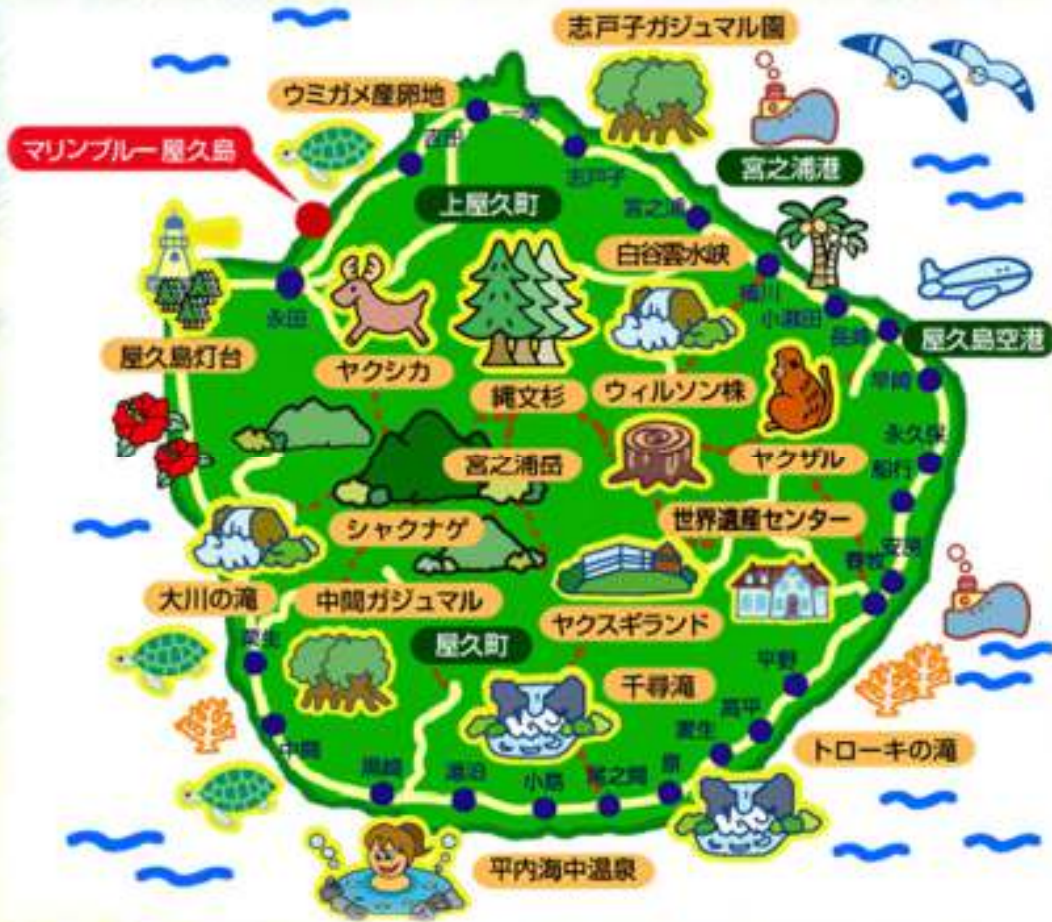 志戸子ガジュマル園
ウミガメ産卵地
マリンブルー屋久島
宮之浦港
志戸子
上屋久町
宮之浦
白谷雲水峡
楠川
小瀬田
永田
長峰
屋久島空港
屋久島灯台
ヤクシカ
縄文杉
ウィルソン株
早崎
永久保
宮之浦岳
ヤクザル
船行
シャクナゲ
世界遺産センター
安房
春牧
大川の滝
中間ガジュマル
ヤクスギランド
屋久町
栗生
千尋滝
平野
高平
麦生
トローキの滝
中間
湯泊
小島
尾之間
原
平内海中温泉